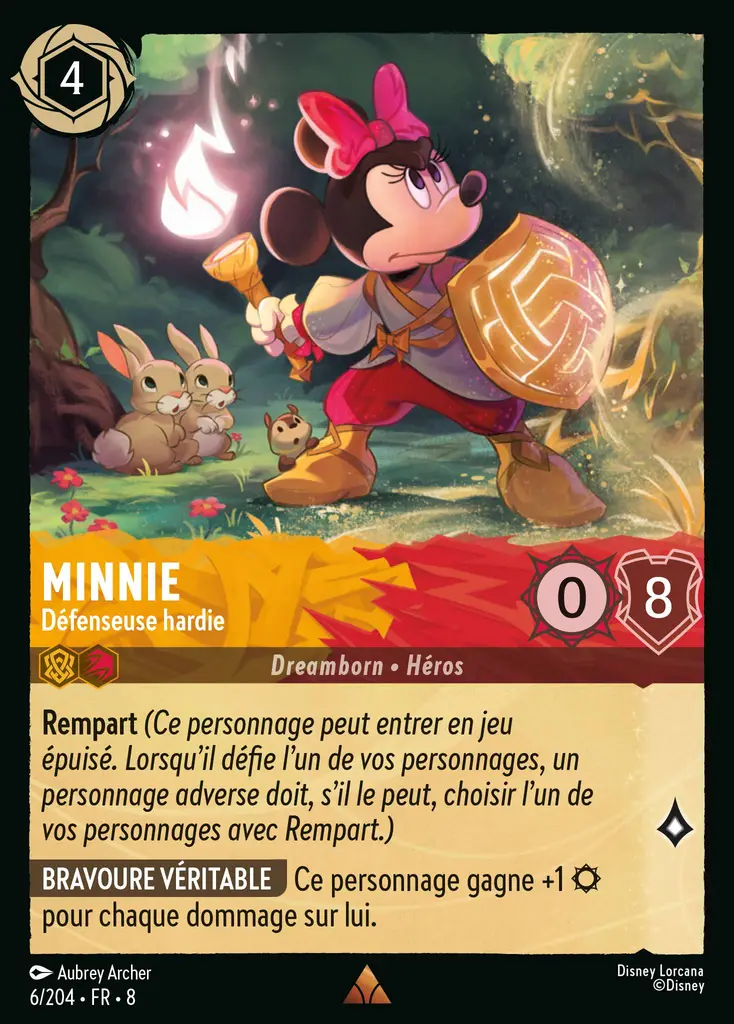 4
MINNIE
Défenseuse hardie
0
8
Dreamborn • Héros
Rempart (Ce personnage peut entrer en jeu
épuisé. Lorsqu'il défie l'un de vos personnages, un
personnage adverse doit, s'il le peut, choisir l'un de
vos personnages avec Rempart.)
BRAVOURE VÉRITABLE Ce personnage gagne +1
pour chaque dommage sur lui.
Aubrey Archer
6/204 • FR • 8
Disney Lorcana
©Disney